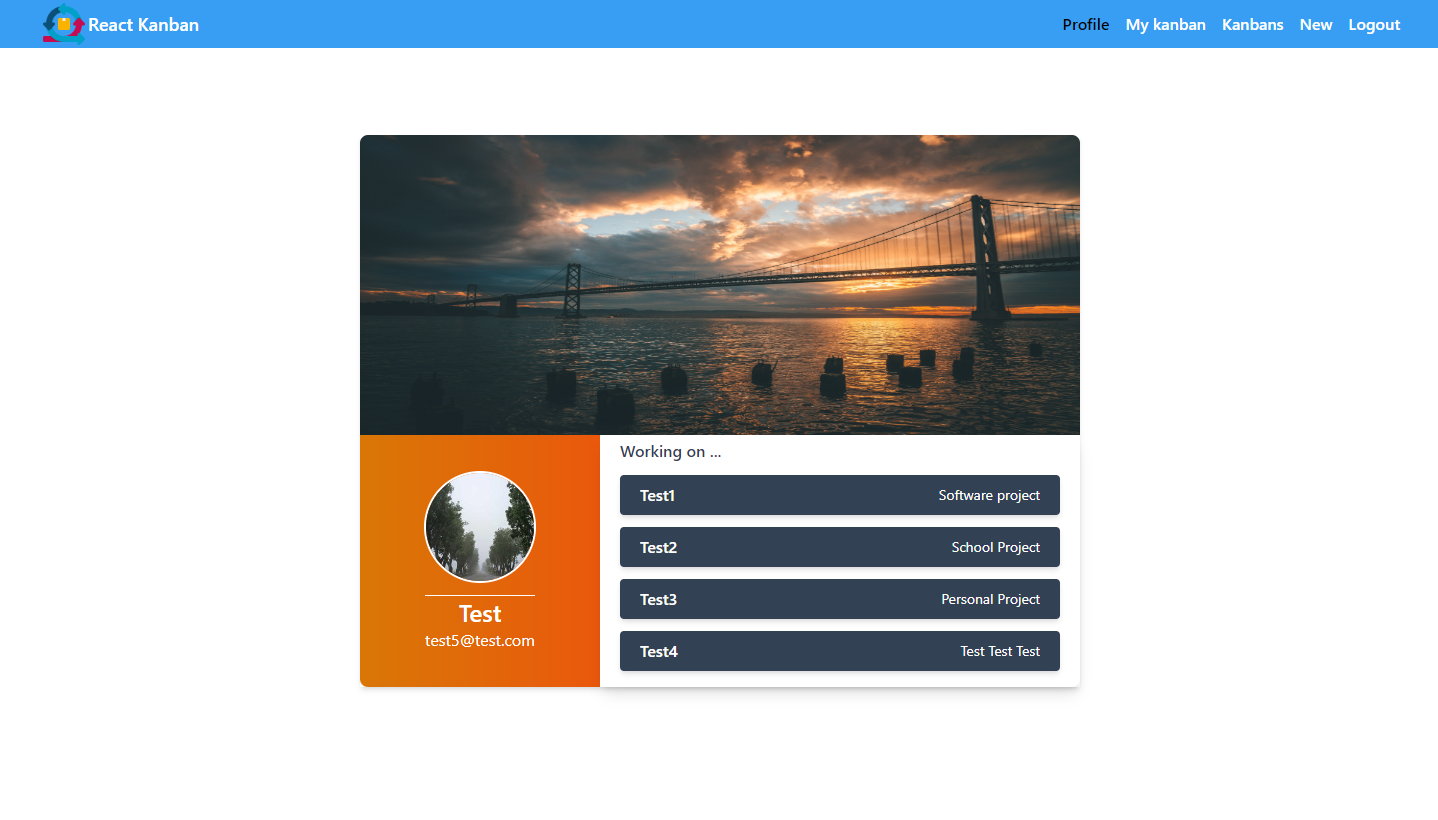 React Kanban
Profile My kanban Kanbans New Logout
Working on ...
Test1 Software project
Test2 School Project
Test3 Personal Project
Test4 Test Test Test
Test
test5@test.com